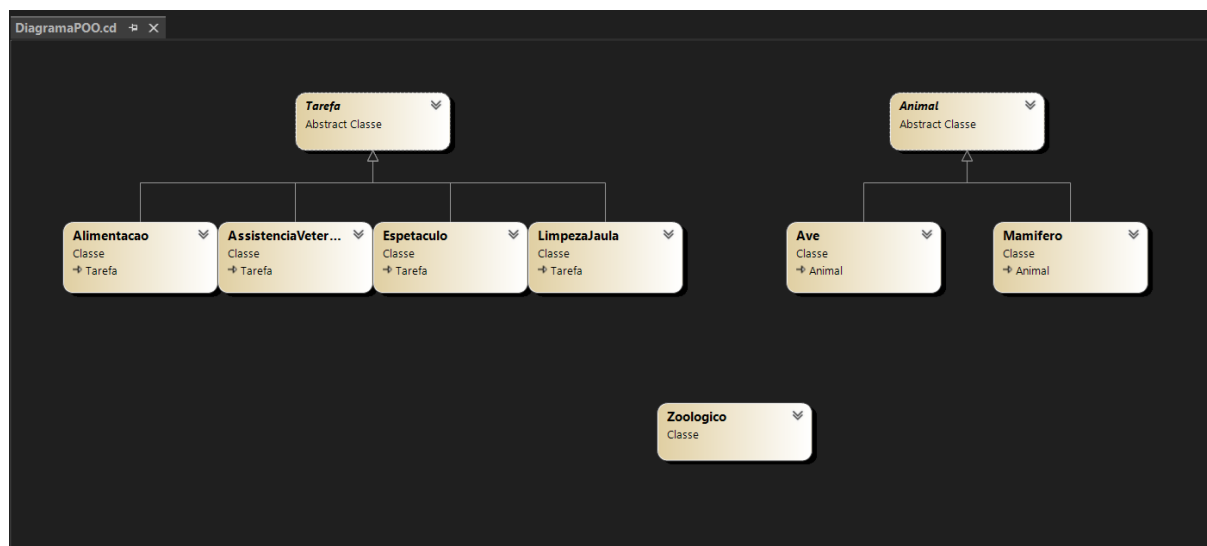 DiagramaPOO.cd
Tarefa
Abstract Classe
Animal
Abstract Classe
Alimentacao
Classe
Tarefa
AssistenciaVeter...
Classe
Tarefa
Espetaculo
Classe
Tarefa
LimpezaJaula
Classe
Tarefa
Ave
Classe
Animal
Mamifero
Classe
Animal
Zoologico
Classe